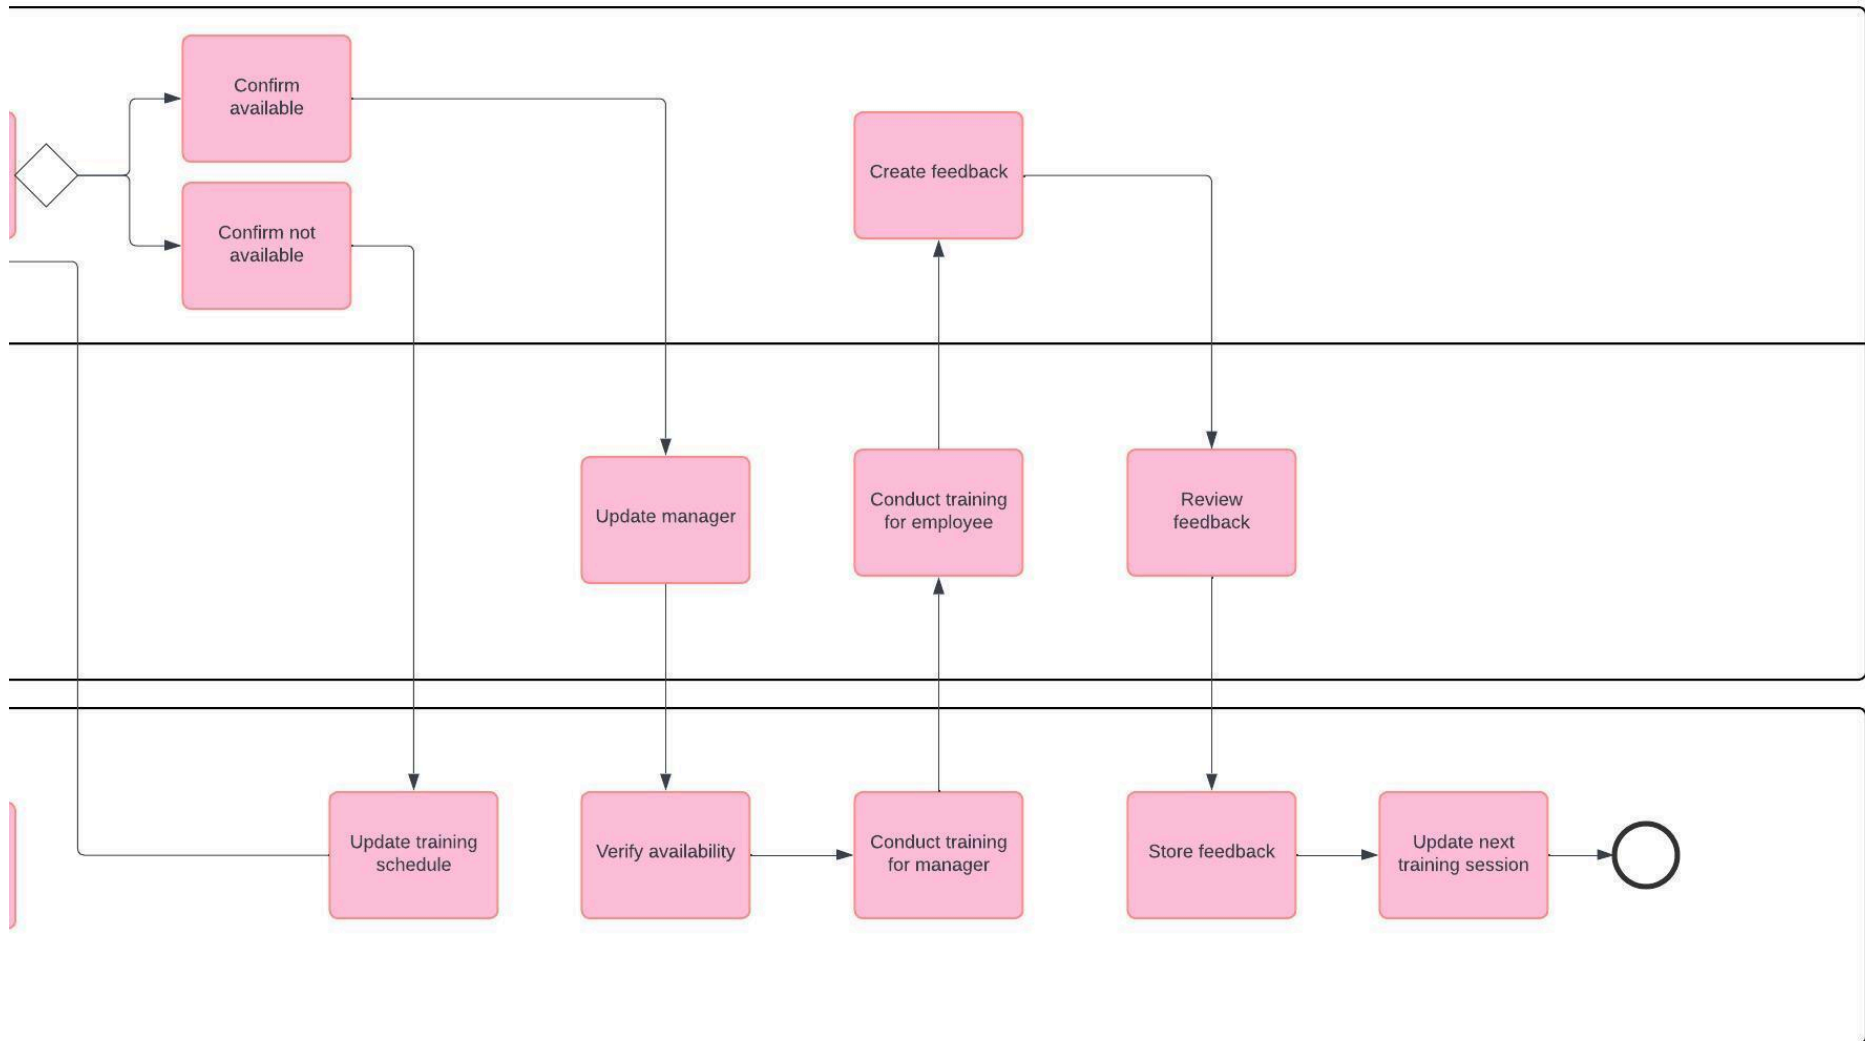 Confirm
available
Confirm not
available
Create feedback
Update manager
Conduct training
for employee
Review
feedback
Update training
schedule
Verify availability
Conduct training
for manager
Store feedback
Update next
training session